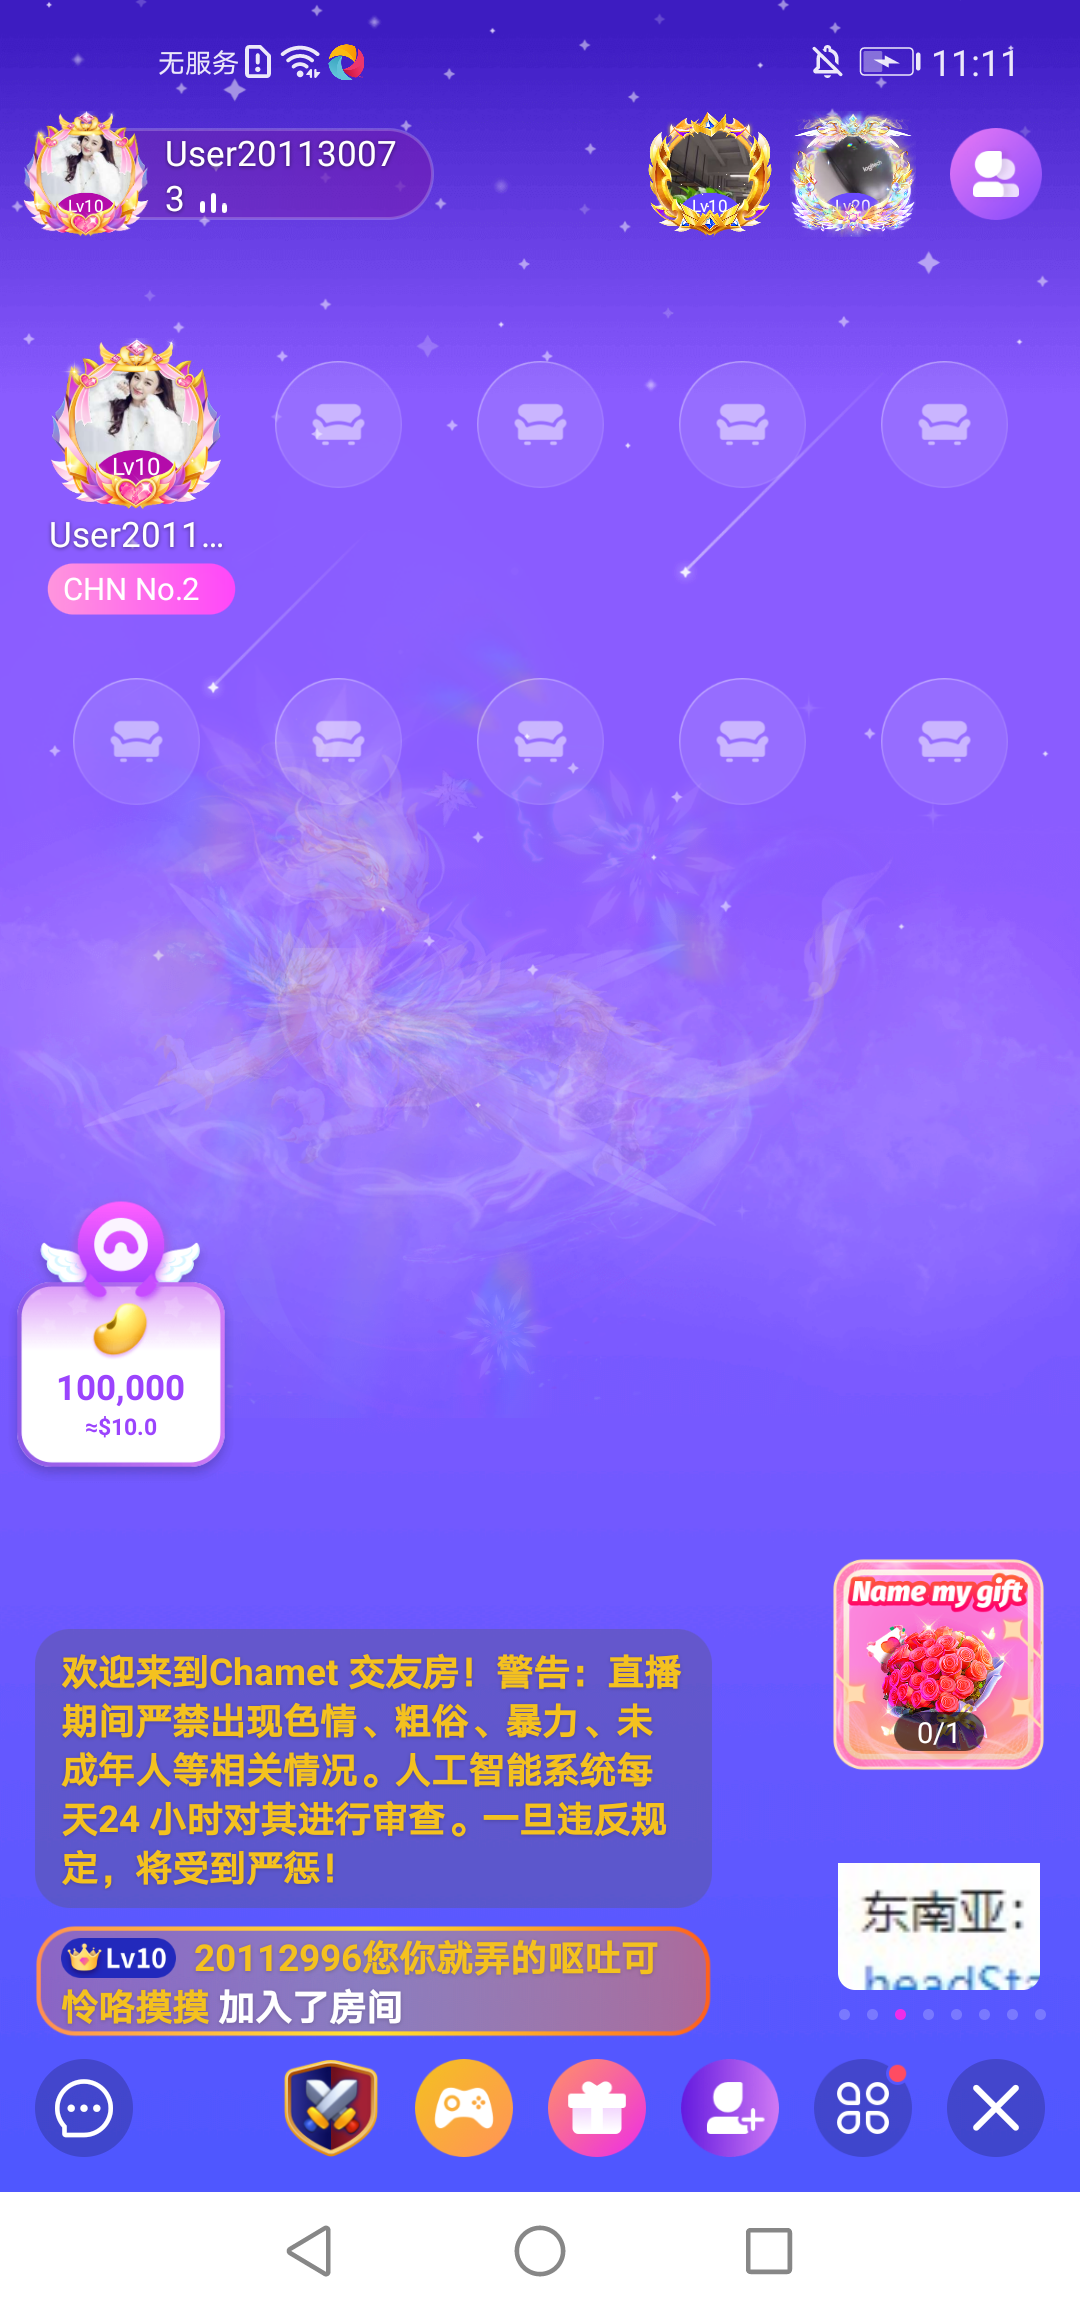 无服务
11:11
User20113007
3
Lv10
Lv10
logitech
Lv20
Lv10
User2011...
CHN No.2
100,000
≈$10.0
Name my gift
0/1
欢迎来到Chamet 交友房！警告：直播
期间严禁出现色情、粗俗、暴力、未
成年人等相关情况。人工智能系统每
天24 小时对其进行审查。一旦违反规
定，将受到严惩！
东南亚：
headSta
Lv10 20112996您你就弄的呕吐可
怜咯摸摸 加入了房间